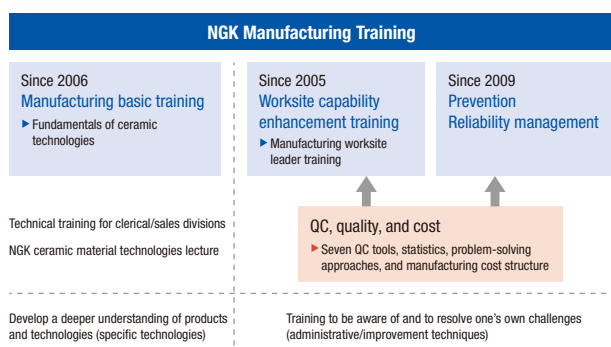 NGK Manufacturing Training
Since 2006
Manufacturing basic training
▶ Fundamentals of ceramic
technologies
Since 2005
Worksite capability
enhancement training
▶ Manufacturing worksite
leader training
Since 2009
Prevention
Reliability management
Technical training for clerical/sales divisions
NGK ceramic material technologies lecture
QC, quality, and cost
▶ Seven QC tools, statistics, problem-solving
approaches, and manufacturing cost structure
Develop a deeper understanding of products
and technologies (specific technologies)
Training to be aware of and to resolve one's own challenges
(administrative/improvement techniques)